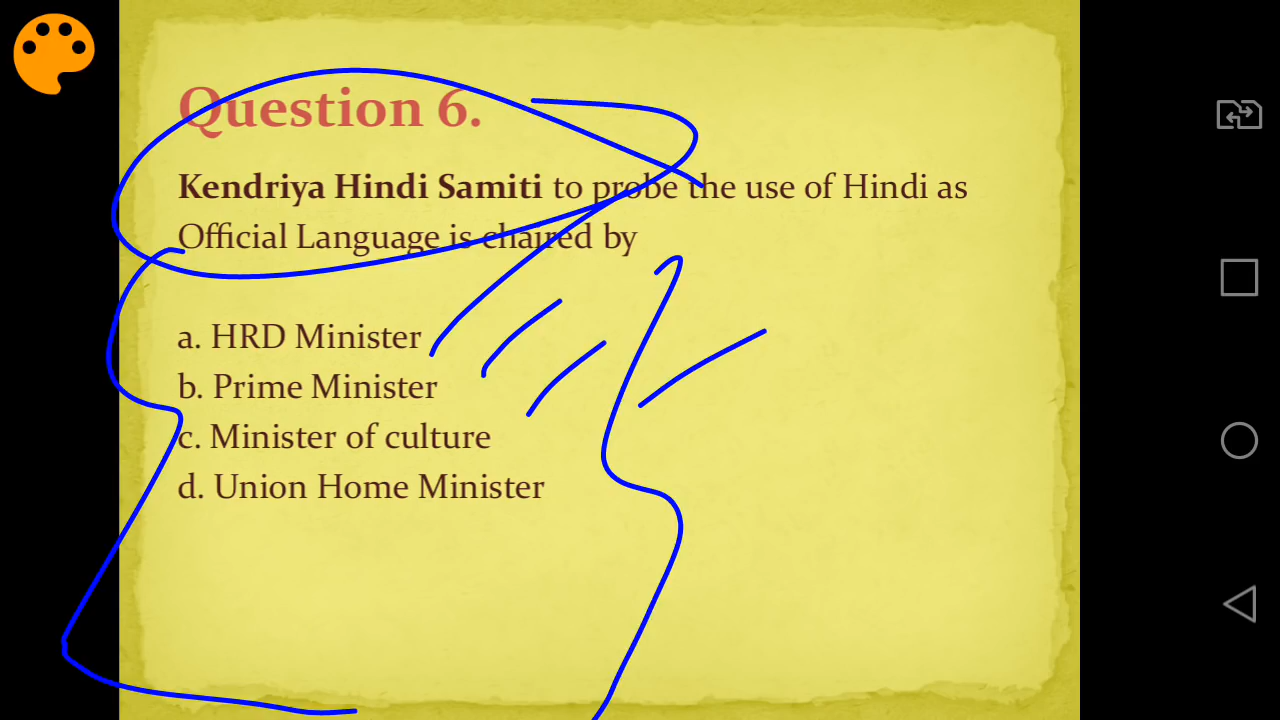 Question 6.
Kendriya Hindi Samiti to probe the use of Hindi as
Official Language is chaired by
a. HRD Minister
b. Prime Minister
c. Minister of culture
d. Union Home Minister